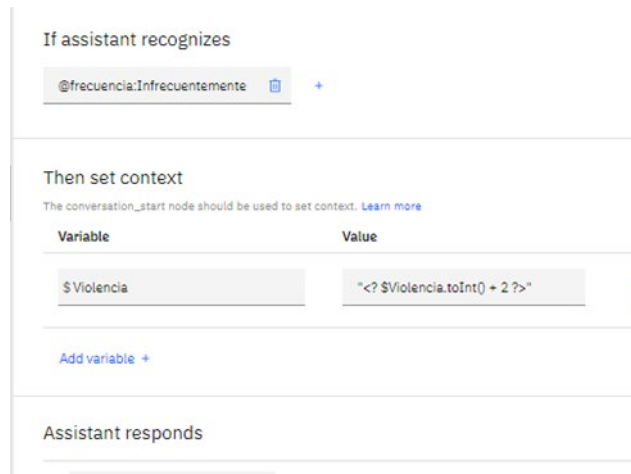 If assistant recognizes
@frecuencia:Infrecuentemente +
Then set context
The conversation_start node should be used to set context. Learn more
Variable Value
$ Violencia "<? $Violencia.toInt() + 2 ?>"
Add variable +
Assistant responds